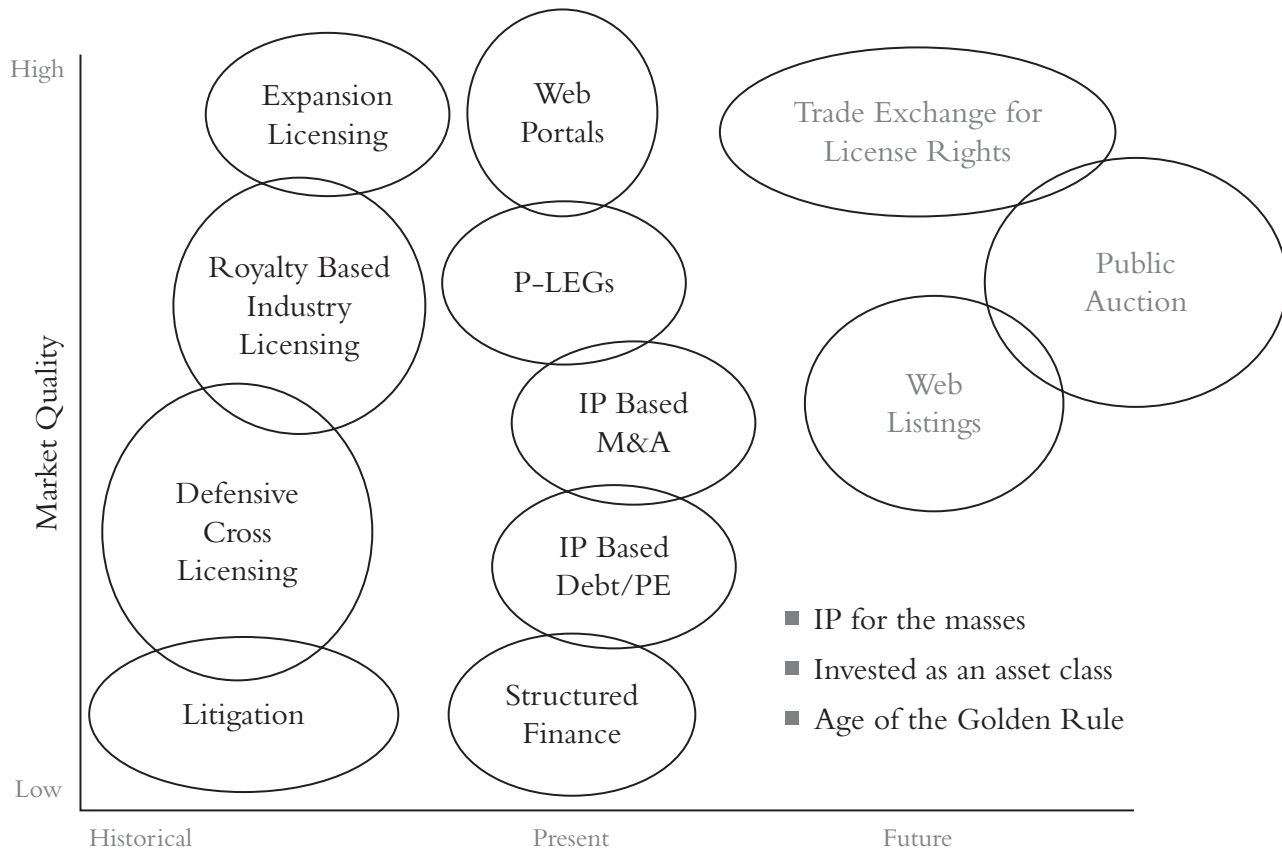 High
Expansion
Licensing
Web
Portals
Trade Exchange for
License Rights
Royalty Based
Industry
Licensing
P-LEGs
Public
Auction
Market Quality
IP Based
M&A
Web
Listings
Defensive
Cross
Licensing
IP Based
Debt/PE
Litigation
Structured
Finance
■ IP for the masses
■ Invested as an asset class
■ Age of the Golden Rule
Low
Historical
Present
Future